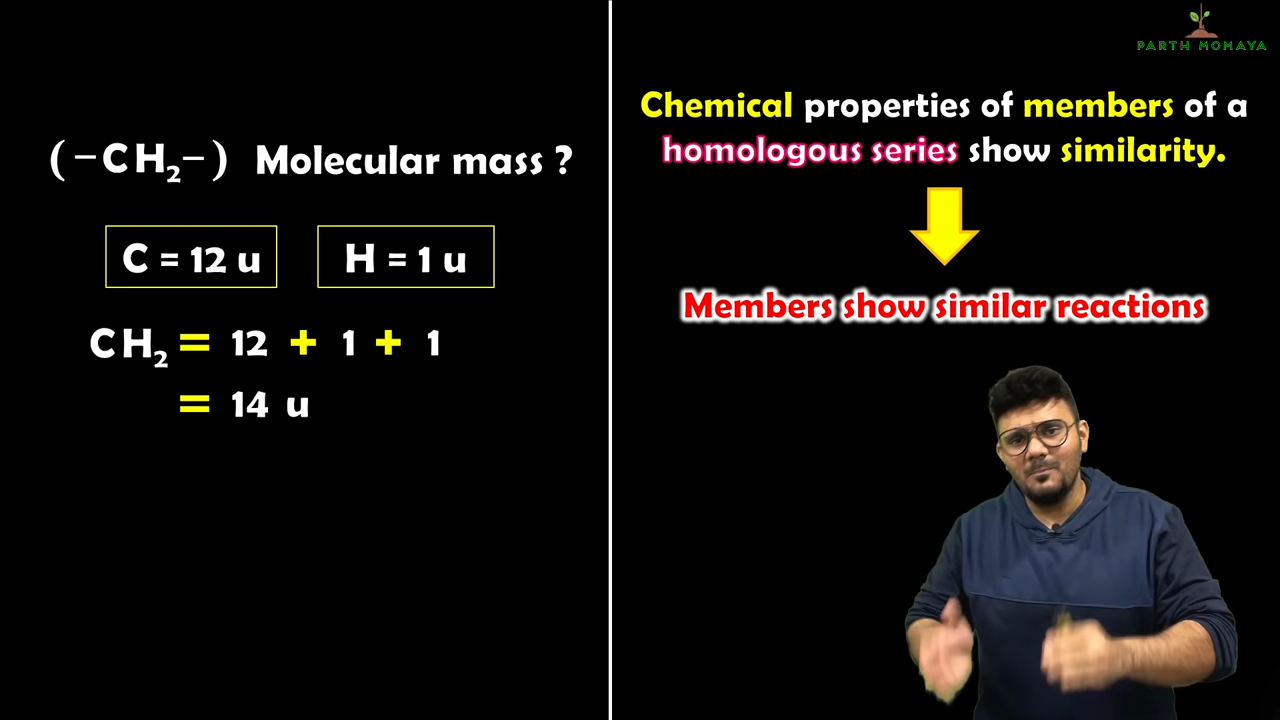 (-CH₂-) Molecular mass ?
C = 12 u
H = 1 u
CH₂ = 12 + 1 + 1
= 14 u
PARTH MOMAYA
Chemical properties of members of a
homologous series show similarity.
Members show similar reactions